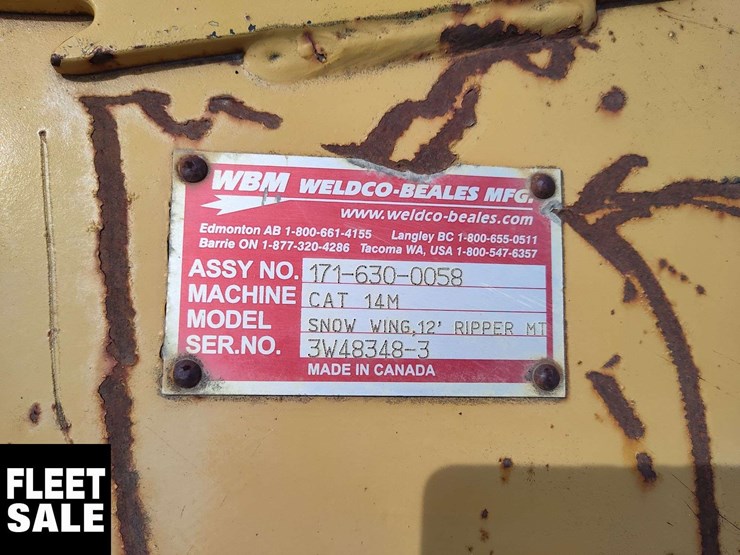 WBM WELDCO-BEALES MFG.
www.weldco-beales.com
Edmonton AB 1-800-661-4155 Langley BC 1-800-655-0511
Barrie ON 1-877-320-4286 Tacoma WA, USA 1-800-547-6357
ASSY NO. 171-630-0058
MACHINE CAT 14M
MODEL SNOW WING,12' RIPPER MT
SER.NO. 3W48348-3
MADE IN CANADA
FLEET
SALE